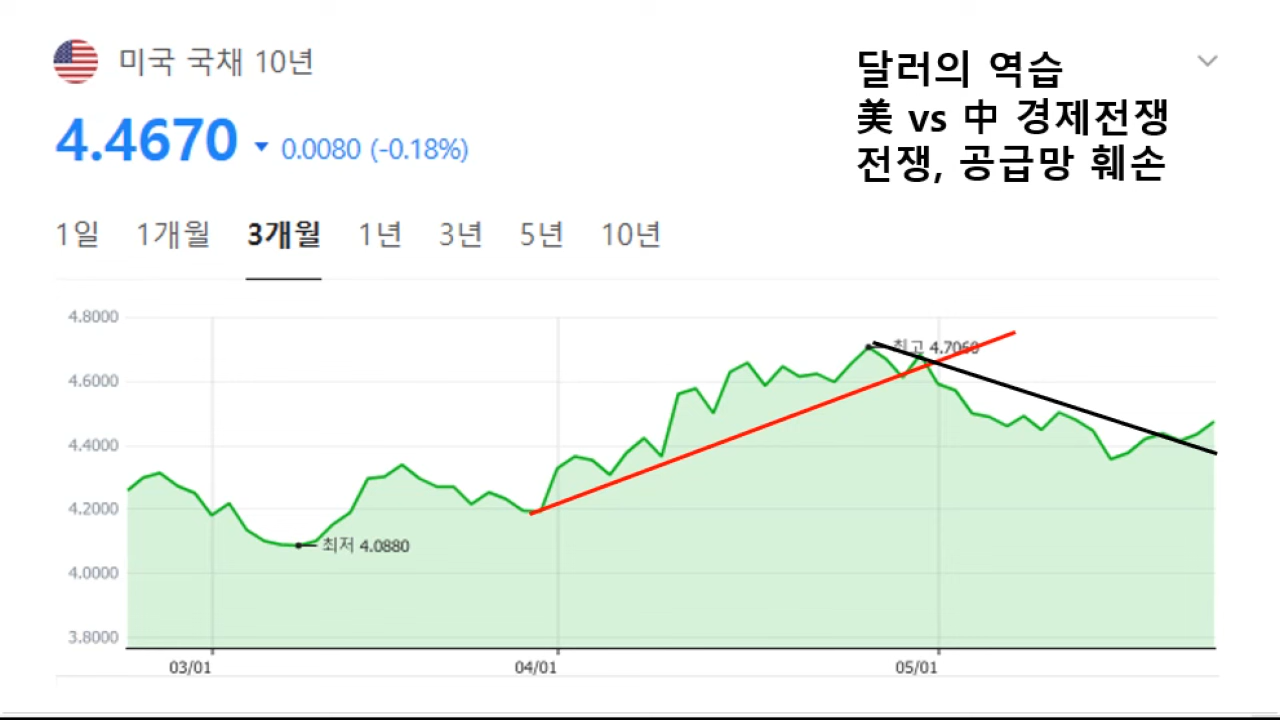 미국 국채 10년
4.4670 ▼ 0.0080 (-0.18%)
달러의 역습
美 vs 中 경제전쟁
전쟁, 공급망 훼손
1일 1개월 3개월 1년 3년 5년 10년
4.8000
최고 4.7060
4.6000
4.4000
4.2000
최저 4.0880
4.0000
3.8000
03/01 04/01 05/01